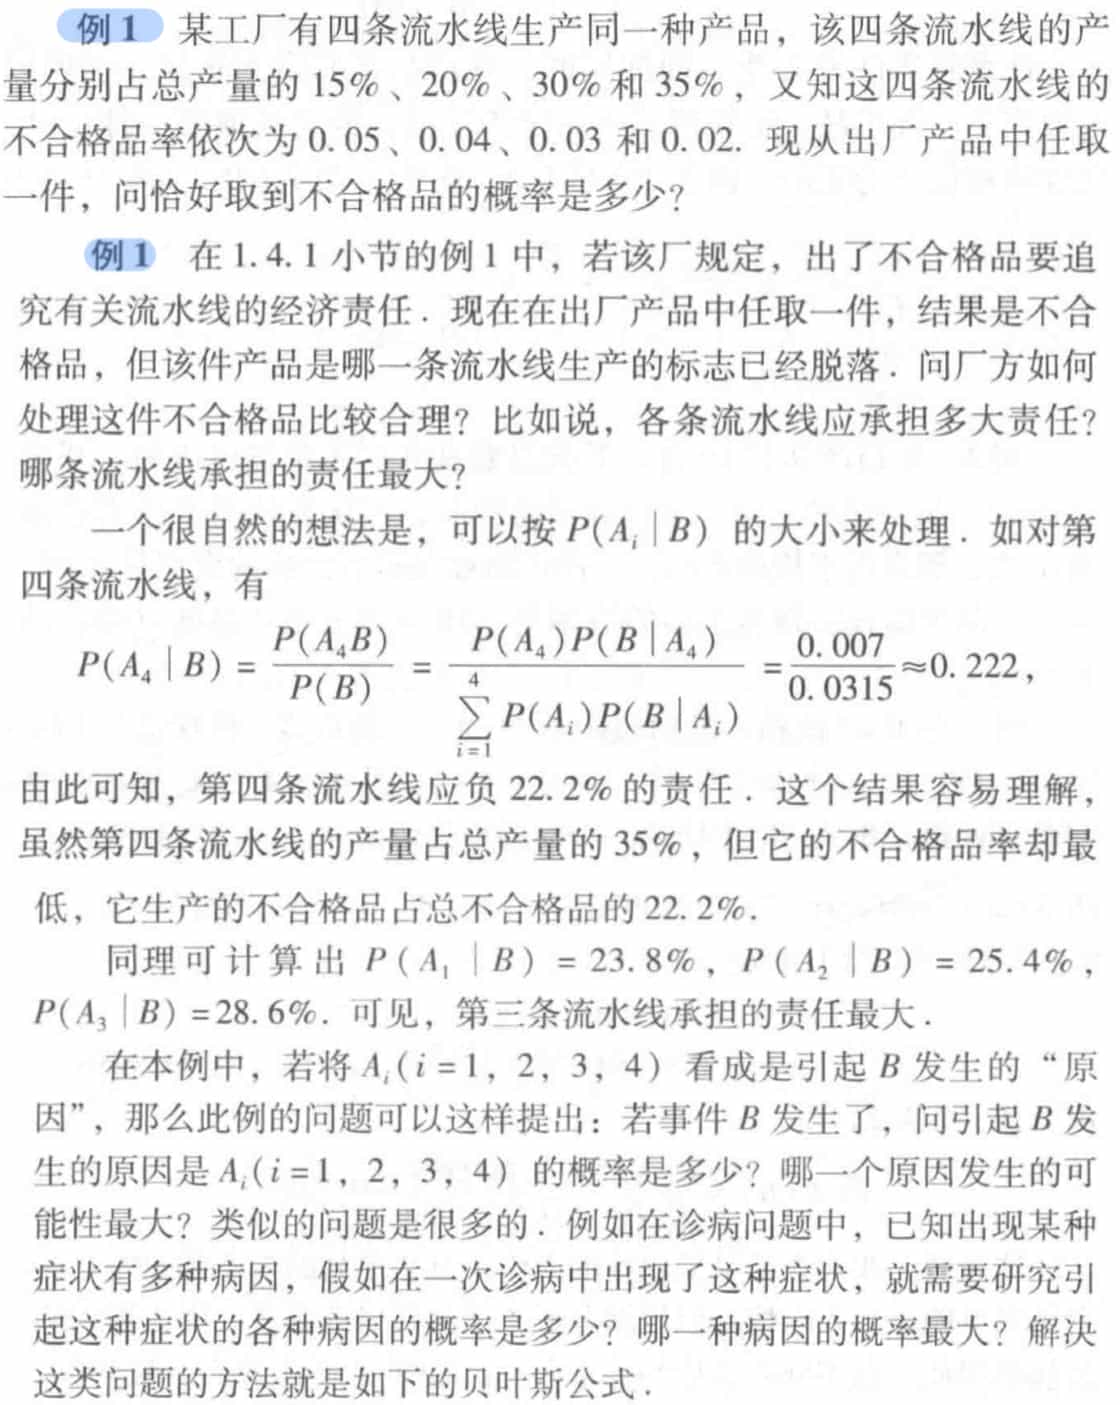 例1 某工厂有四条流水线生产同一种产品，该四条流水线的产
量分别占总产量的 15%、20%、30% 和 35%，又知这四条流水线的
不合格品率依次为 0.05、0.04、0.03 和 0.02. 现从出厂产品中任取
一件，问恰好取到不合格品的概率是多少？
例1 在 1.4.1 小节的例 1 中，若该厂规定，出了不合格品要追
究有关流水线的经济责任．现在在出厂产品中任取一件，结果是不合
格品，但该件产品是哪一条流水线生产的标志已经脱落．问厂方如何
处理这件不合格品比较合理？比如说，各条流水线应承担多大责任？
哪条流水线承担的责任最大？
一个很自然的想法是，可以按 P(A_i|B) 的大小来处理．如对第
四条流水线，有
P(A_4|B) = \frac{P(A_4B)}{P(B)} = \frac{P(A_4)P(B|A_4)}{\sum_{i=1}^{4} P(A_i)P(B|A_i)} = \frac{0.007}{0.0315} ≈ 0.222,
由此可知，第四条流水线应负 22.2% 的责任．这个结果容易理解，
虽然第四条流水线的产量占总产量的 35%，但它的不合格品率却最
低，它生产的不合格品占总不合格品的 22.2%.
同理可计算出 P(A_1|B) = 23.8%, P(A_2|B) = 25.4%,
P(A_3|B) = 28.6%. 可见，第三条流水线承担的责任最大．
在本例中，若将 A_i(i=1, 2, 3, 4) 看成是引起 B 发生的“原
因”，那么此例的问题可以这样提出：若事件 B 发生了，问引起 B 发
生的原因是 A_i(i=1, 2, 3, 4) 的概率是多少？哪一个原因发生的可
能性最大？类似的问题是很多的．例如在诊病问题中，已知出现某种
症状有多种病因，假如在一次诊病中出现了这种症状，就需要研究引
起这种症状的各种病因的概率是多少？哪一种病因的概率最大？解决
这类问题的方法就是如下的贝叶斯公式．